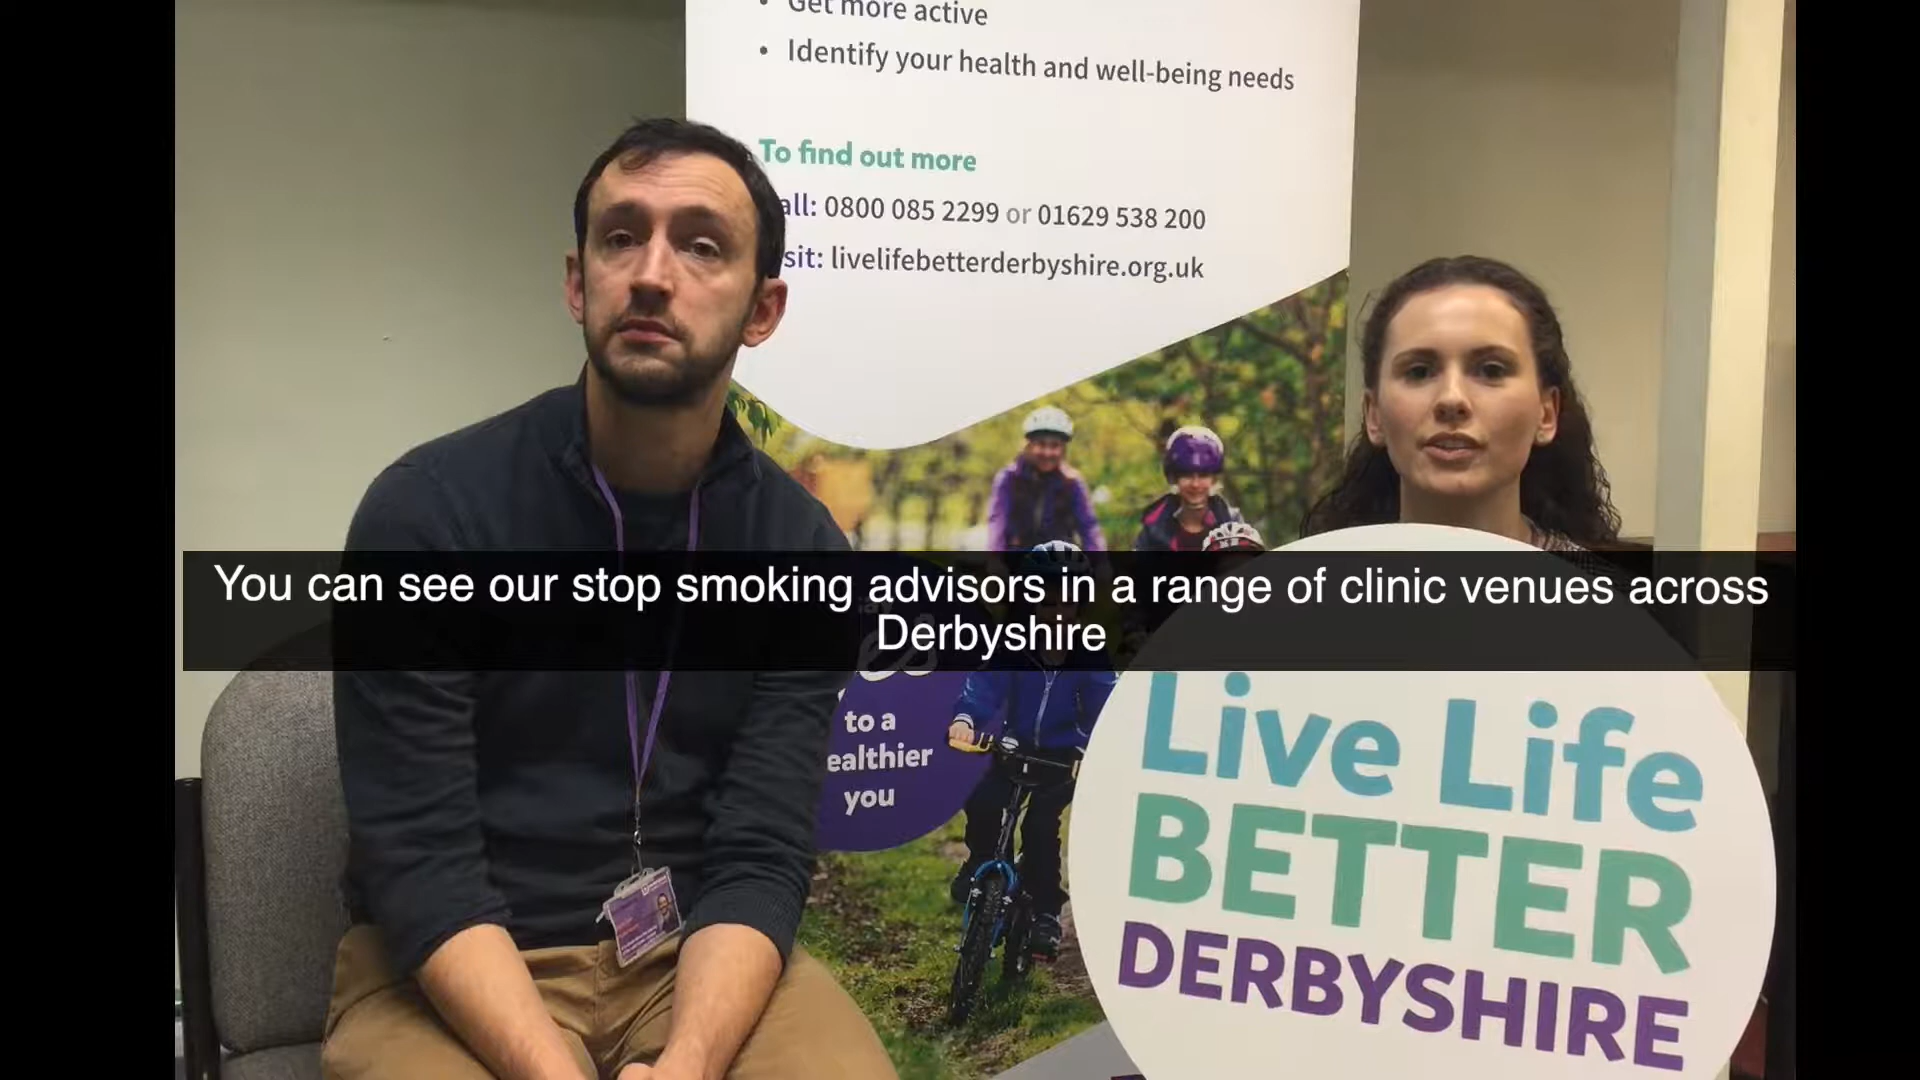 Get more active
• Identify your health and well-being needs
To find out more
all: 0800 085 2299 or 01629 538 200
sit: livelifebetterderbyshire.org.uk
You can see our stop smoking advisors in a range of clinic venues across
Derbyshire
to a
ealthier
you
Live Life
BETTER
DERBYSHIRE